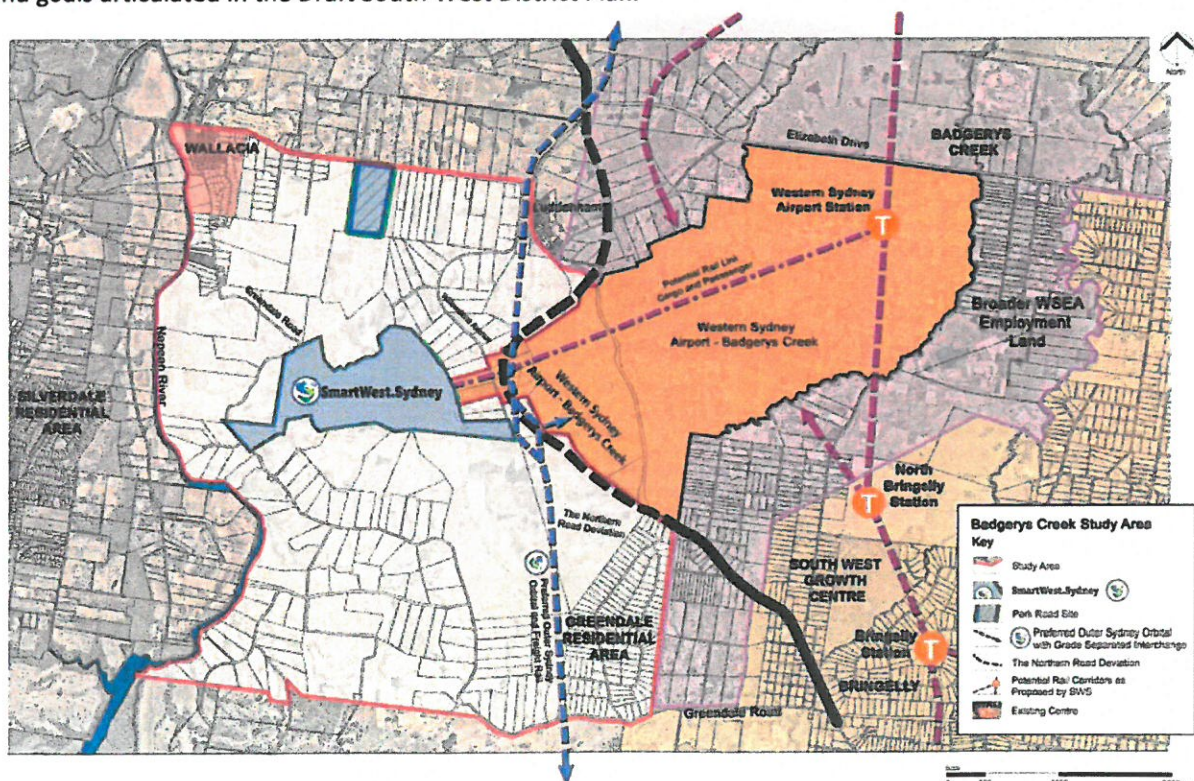 nd goals articulated in the Draft South West District Plan.
North
WALLACIA
Elizabeth Drive
BADGERYS
CREEK
Luddenham
Western Sydney
Airport Station
T
Potential Rail Link
Cargo and Passenger
Greendale Road
Broader WSEA
Employment
Land
Western Sydney
Airport - Badgerys Creek
Nepean River
SmartWest.Sydney
SILVERDALE
RESIDENTIAL
AREA
Western Sydney
Airport - Badgerys Creek
North
Bringelly
Station
T
The Northern
Road Deviation
SOUTH WEST
GROWTH
CENTRE
GREENDALE
RESIDENTIAL
AREA
Bringelly
Station
T
BRINGELLY
Greendale Road
Badgerys Creek Study Area
Key
Study Area
SmartWest.Sydney
Park Road Site
Preferred Outer Sydney Orbital
with Grade Separated Interchange
The Northern Road Deviation
Potential Rail Corridors as
Proposed by SWS
Existing Centre